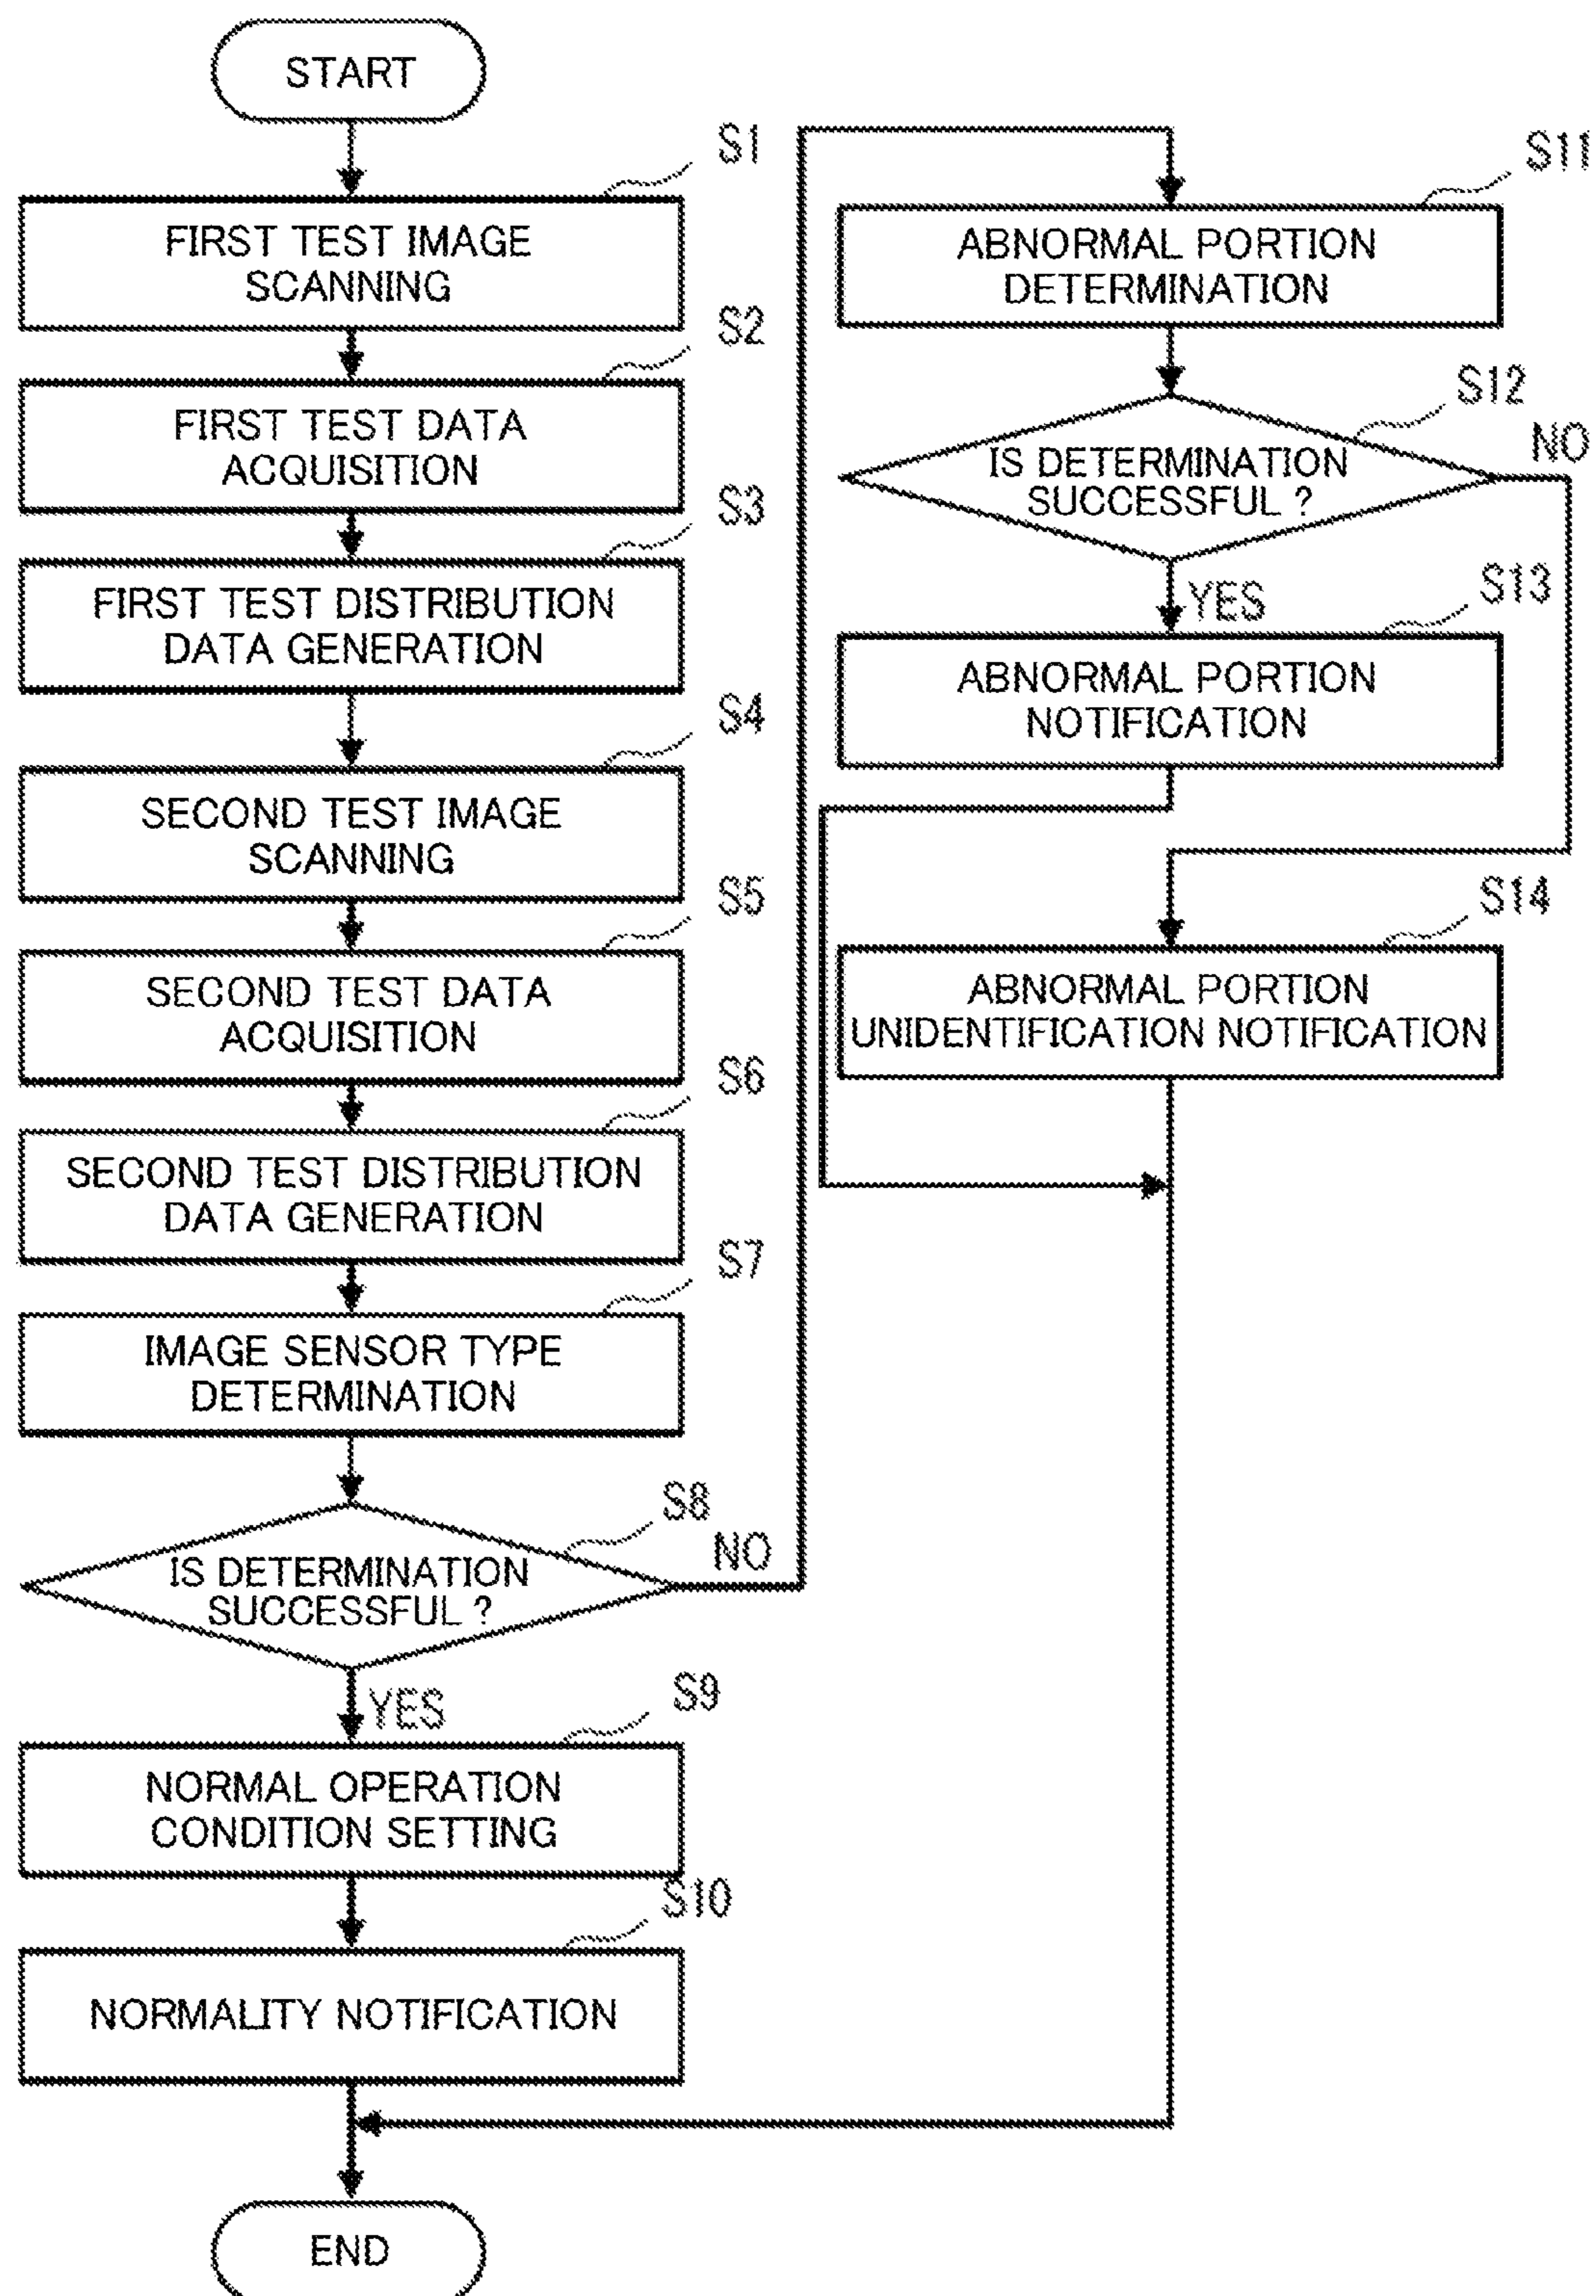 START
S1
FIRST TEST IMAGE
SCANNING
S2
FIRST TEST DATA
ACQUISITION
S3
FIRST TEST DISTRIBUTION
DATA GENERATION
S4
SECOND TEST IMAGE
SCANNING
S5
SECOND TEST DATA
ACQUISITION
S6
SECOND TEST DISTRIBUTION
DATA GENERATION
S7
IMAGE SENSOR TYPE
DETERMINATION
S8
NO
IS DETERMINATION
SUCCESSFUL ?
YES
S9
NORMAL OPERATION
CONDITION SETTING
S10
NORMALITY NOTIFICATION
END
S11
ABNORMAL PORTION
DETERMINATION
S12
NO
IS DETERMINATION
SUCCESSFUL ?
YES
S13
ABNORMAL PORTION
NOTIFICATION
S14
ABNORMAL PORTION
UNIDENTIFICATION NOTIFICATION